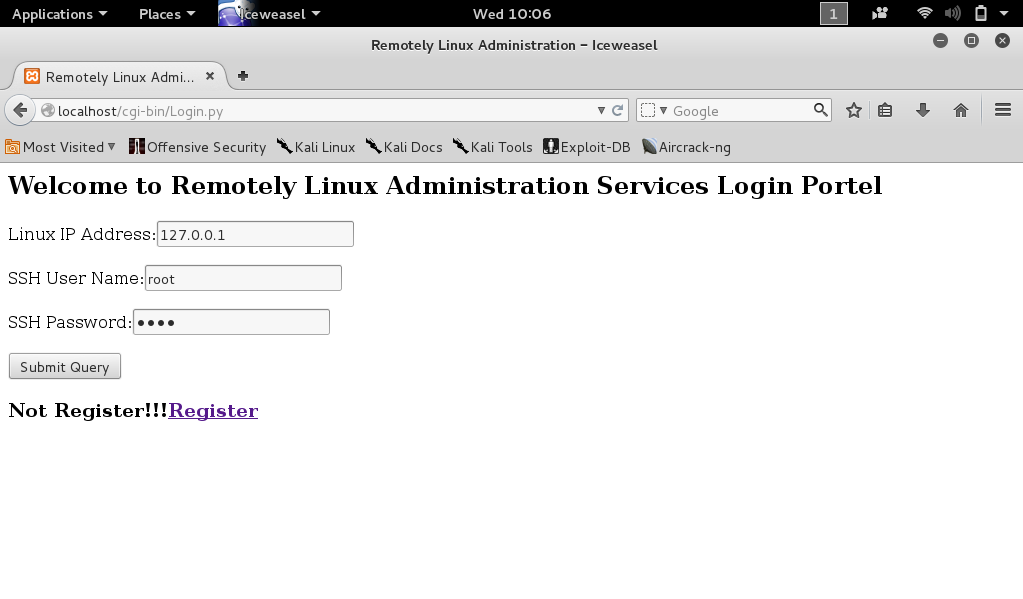 Applications Places Iceweasel Wed 10:06 1
Remotely Linux Administration - Iceweasel
Remotely Linux Admi...
localhost/cgi-bin/Login.py Google
Most Visited Offensive Security Kali Linux Kali Docs Kali Tools Exploit-DB Aircrack-ng
Welcome to Remotely Linux Administration Services Login Portel
Linux IP Address: 127.0.0.1
SSH User Name: root
SSH Password: ••••
Submit Query
Not Register!!!Register